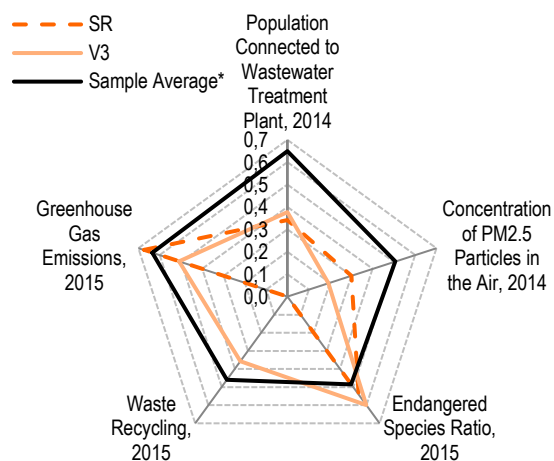 SR
V3
Sample Average*
Population
Connected to
Wastewater
Treatment
Plant, 2014
0,7
0,6
0,5
0,4
0,3
0,2
0,1
0,0
Concentration
of PM2.5
Particles in
the Air, 2014
Endangered
Species Ratio,
2015
Waste
Recycling,
2015
Greenhouse
Gas
Emissions,
2015